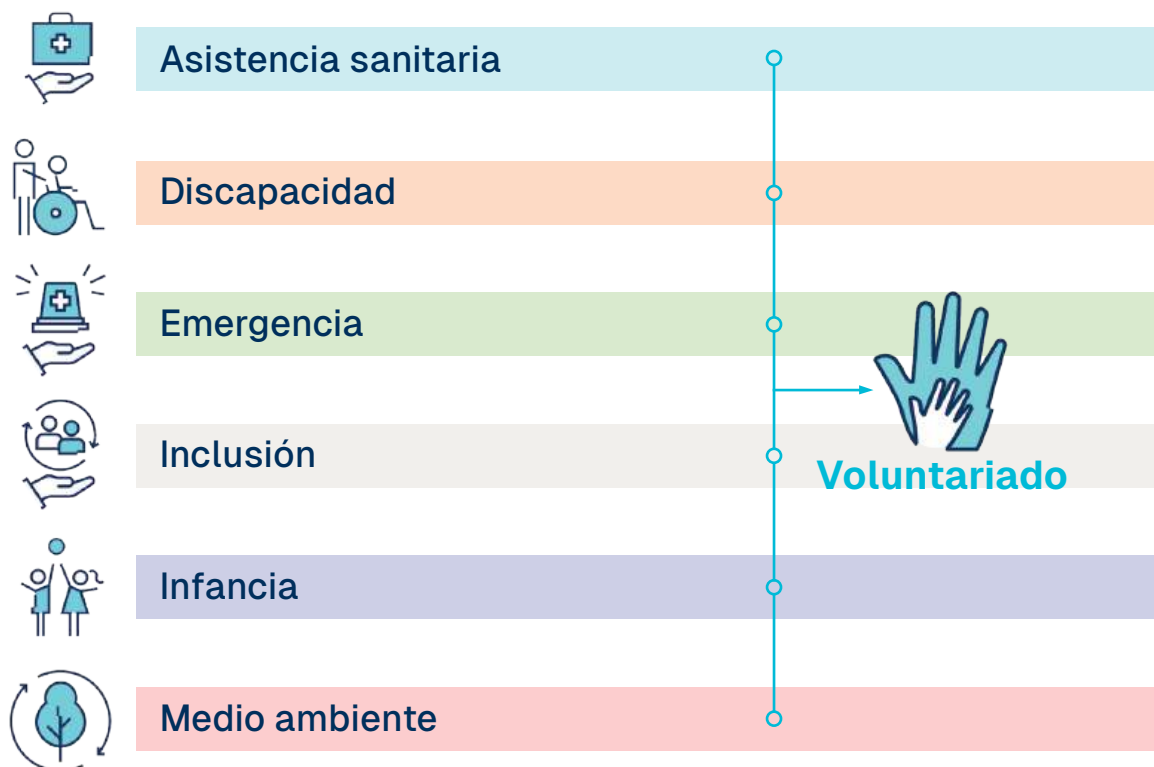 Asistencia sanitaria
Discapacidad
Emergencia
Inclusión
Voluntariado
Infancia
Medio ambiente